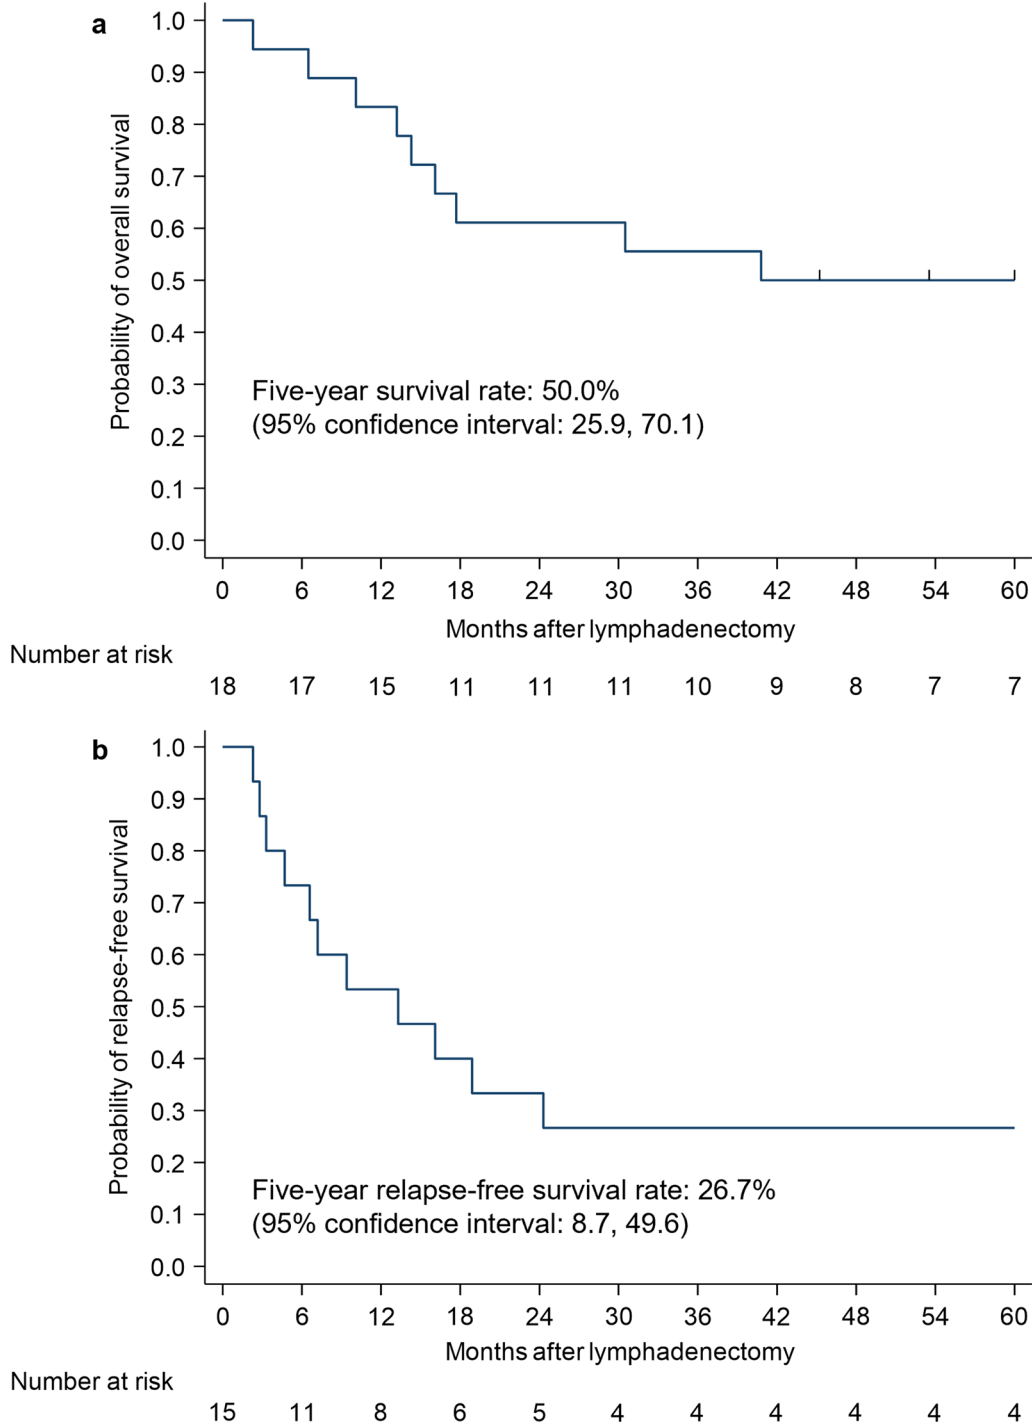 a
Probability of overall survival
1.0
0.9
0.8
0.7
0.6
0.5
0.4
0.3
0.2
0.1
0.0
Five-year survival rate: 50.0%
(95% confidence interval: 25.9, 70.1)
0 6 12 18 24 30 36 42 48 54 60
Months after lymphadenectomy
Number at risk
18 17 15 11 11 11 10 9 8 7 7
b
Probability of relapse-free survival
1.0
0.9
0.8
0.7
0.6
0.5
0.4
0.3
0.2
0.1
0.0
Five-year relapse-free survival rate: 26.7%
(95% confidence interval: 8.7, 49.6)
0 6 12 18 24 30 36 42 48 54 60
Months after lymphadenectomy
Number at risk
15 11 8 6 5 4 4 4 4 4 4